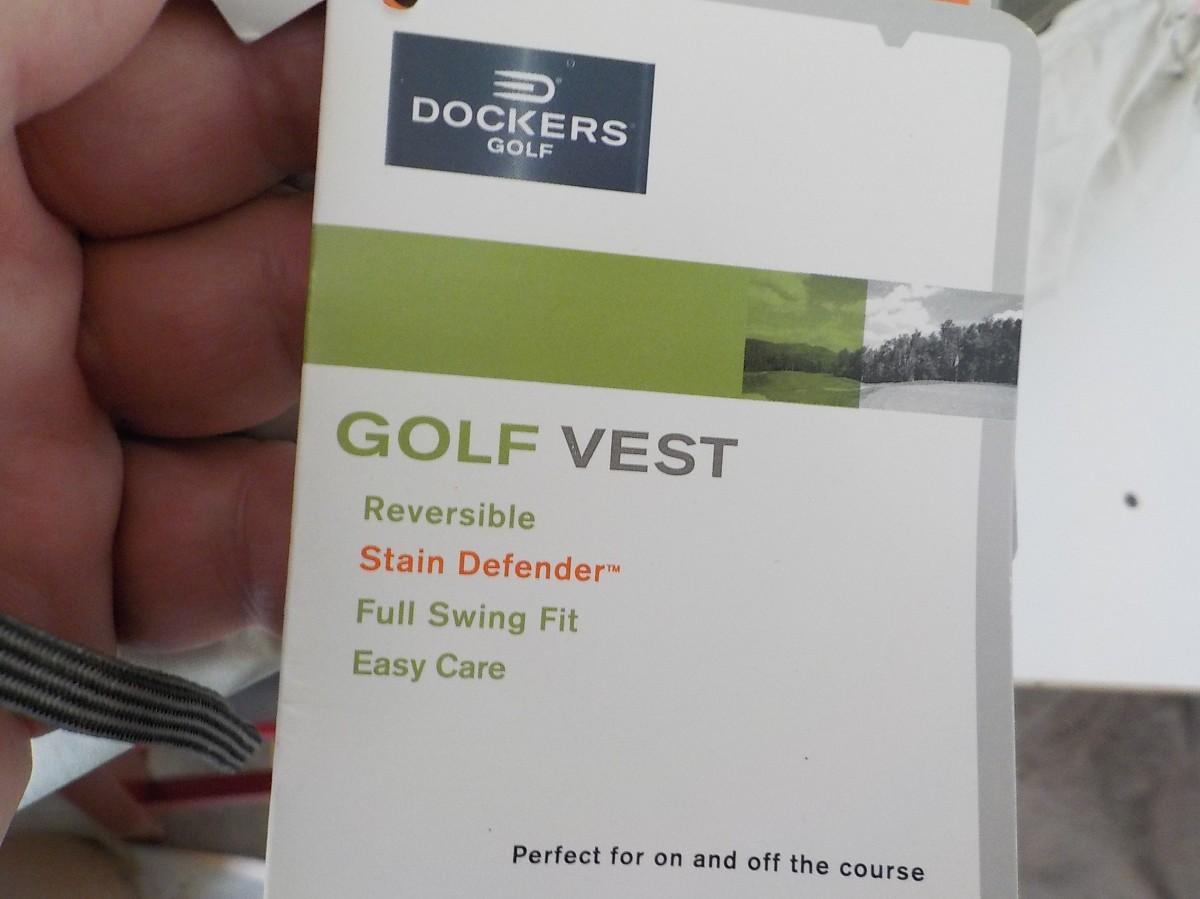 DOCKERS
GOLF
GOLF VEST
Reversible
Stain Defender™
Full Swing Fit
Easy Care
Perfect for on and off the course